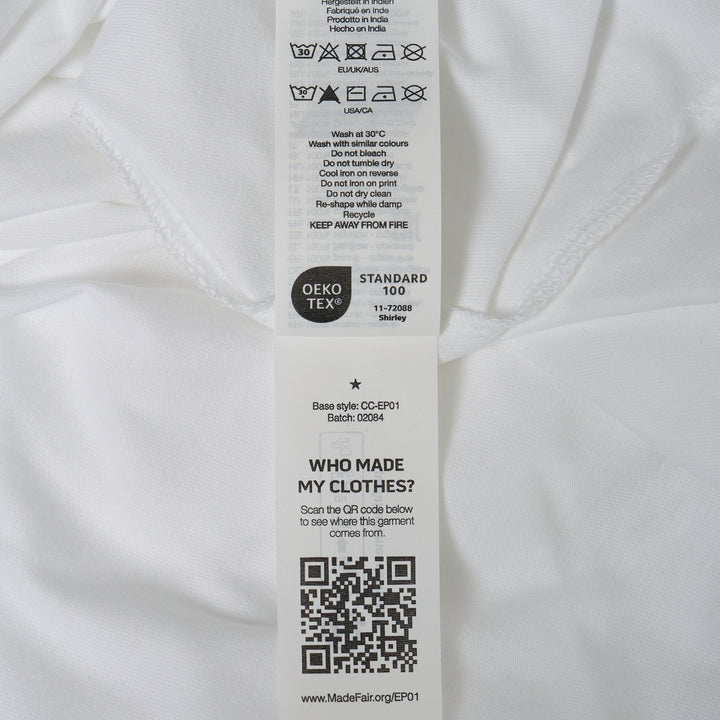 Hergestellt in Indien
Fabriqué en Inde
Prodotto in India
Hecho en India
30
EU/UK/AUS
30
USA/CA
Wash at 30°C
Wash with similar colours
Do not bleach
Do not tumble dry
Cool iron on reverse
Do not iron on print
Do not dry clean
Re-shape while damp
Recycle
KEEP AWAY FROM FIRE
OEKO
TEX®
STANDARD
100
11-72088
Shirley
Base style: CC-EP01
Batch: 02084
WHO MADE
MY CLOTHES?
Scan the QR code below
to see where this garment
comes from.
www.MadeFair.org/EP01